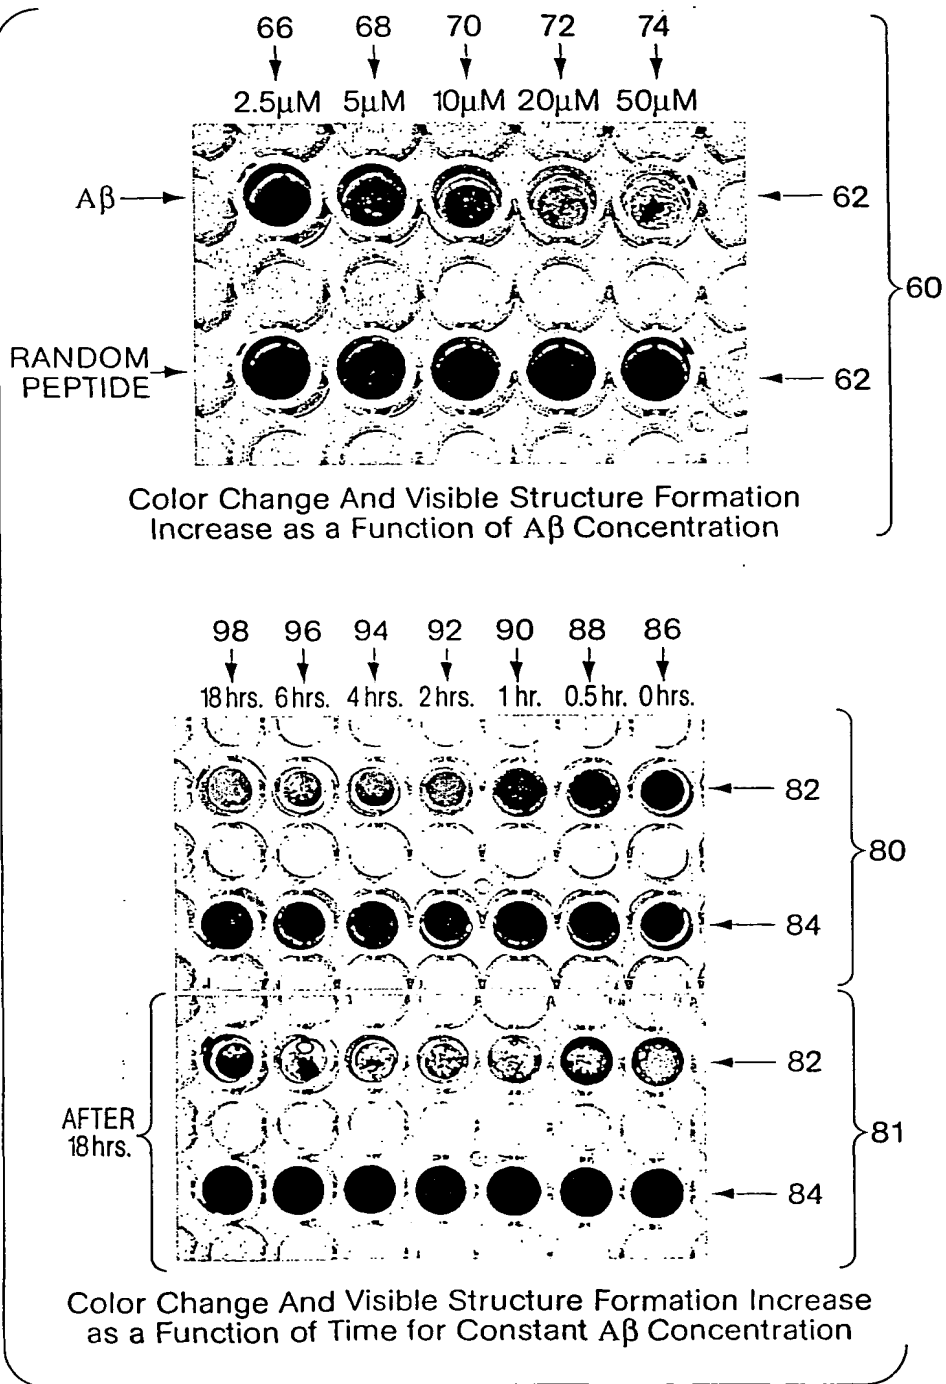 66 68 70 72 74
2.5μM 5μM 10μM 20μM 50μM
Aβ 62
60
RANDOM
PEPTIDE 62
Color Change And Visible Structure Formation
Increase as a Function of Aβ Concentration
98 96 94 92 90 88 86
18hrs. 6hrs. 4hrs. 2hrs. 1hr. 0.5hr. 0hrs.
82
80
84
82
AFTER
18hrs. 81
84
Color Change And Visible Structure Formation Increase
as a Function of Time for Constant Aβ Concentration